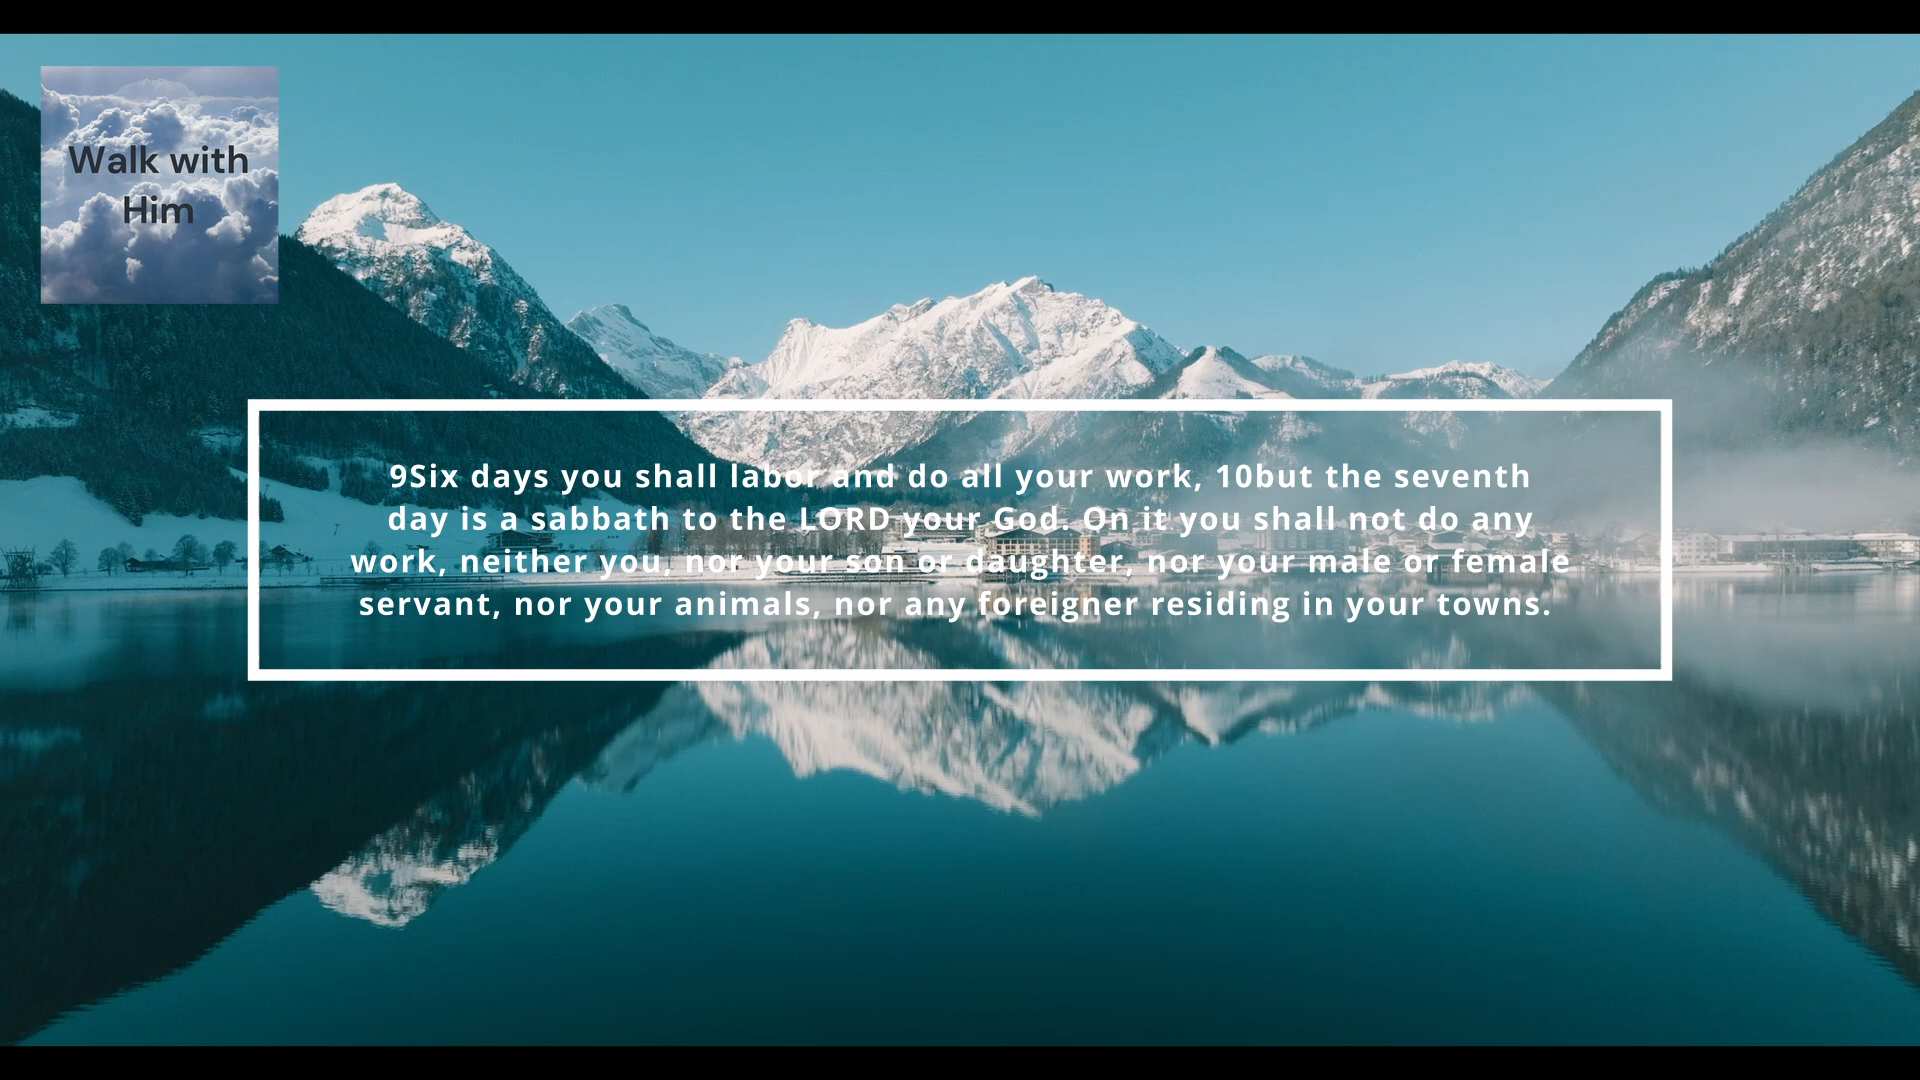 Walk with
Him
9Six days you shall labor and do all your work, 10but the seventh
day is a sabbath to the LORD your God. On it you shall not do any
work, neither you, nor your son or daughter, nor your male or female
servant, nor your animals, nor any foreigner residing in your towns.